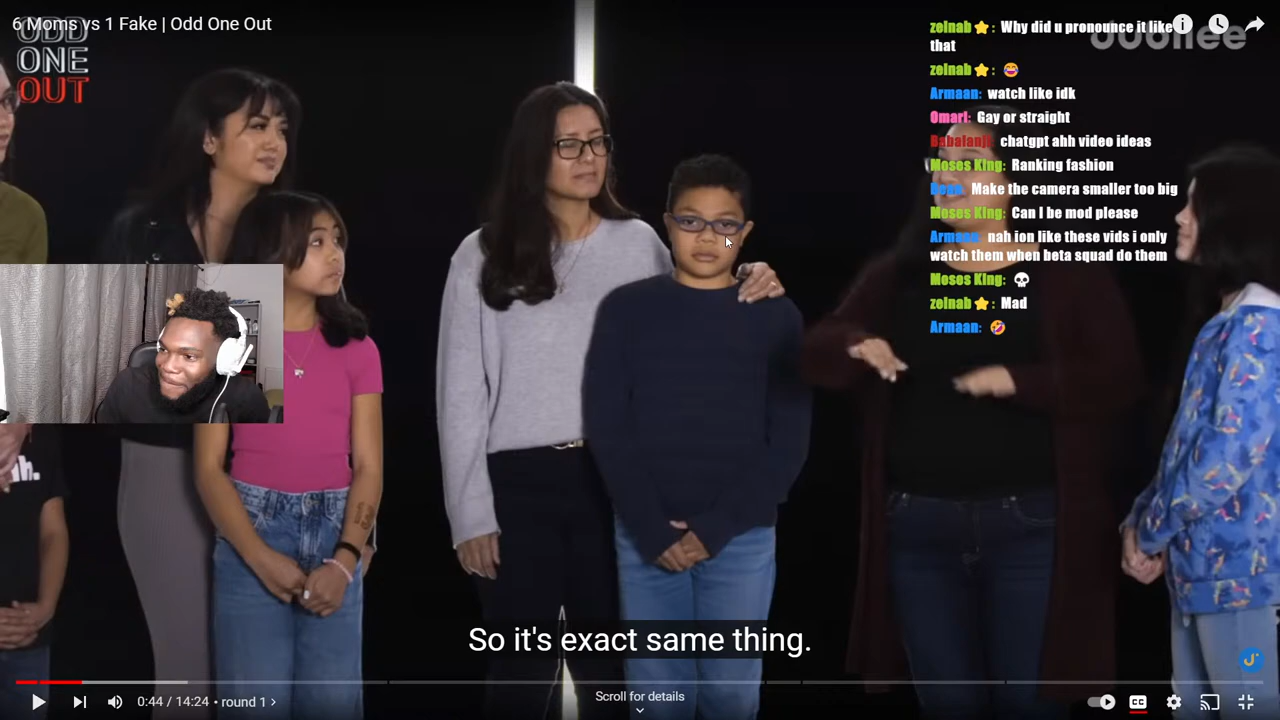 6 Moms vs 1 Fake | Odd One Out
ODD
ONE
OUT
zeinab⭐: Why did u pronounce it like
that
zeinab⭐: 😂
Armaan: watch like idk
Omari: Gay or straight
chatgpt ahh video ideas
Moses King: Ranking fashion
Make the camera smaller too big
Moses King: Can I be mod please
Armaan: nah ion like these vids i only
watch them when beta squad do them
Moses King: 💀
zeinab⭐: Mad
Armaan: 🤣
So it's exact same thing.
0:44 / 14:24 • round 1 >
Scroll for details
CC